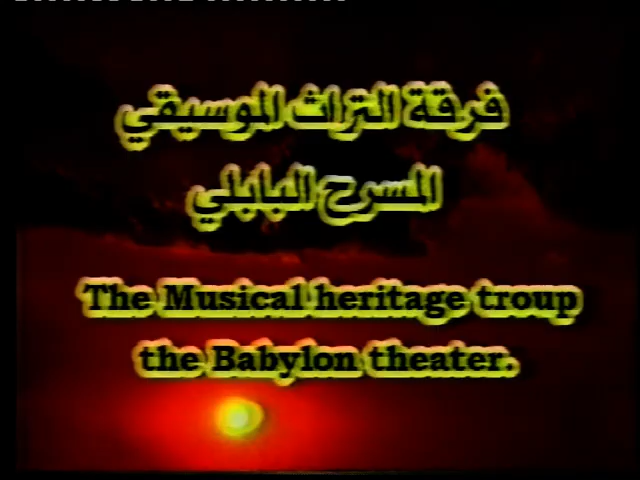 فرقة التراث الموسيقي
المسرح البابلي
The Musical heritage troup
the Babylon theater.